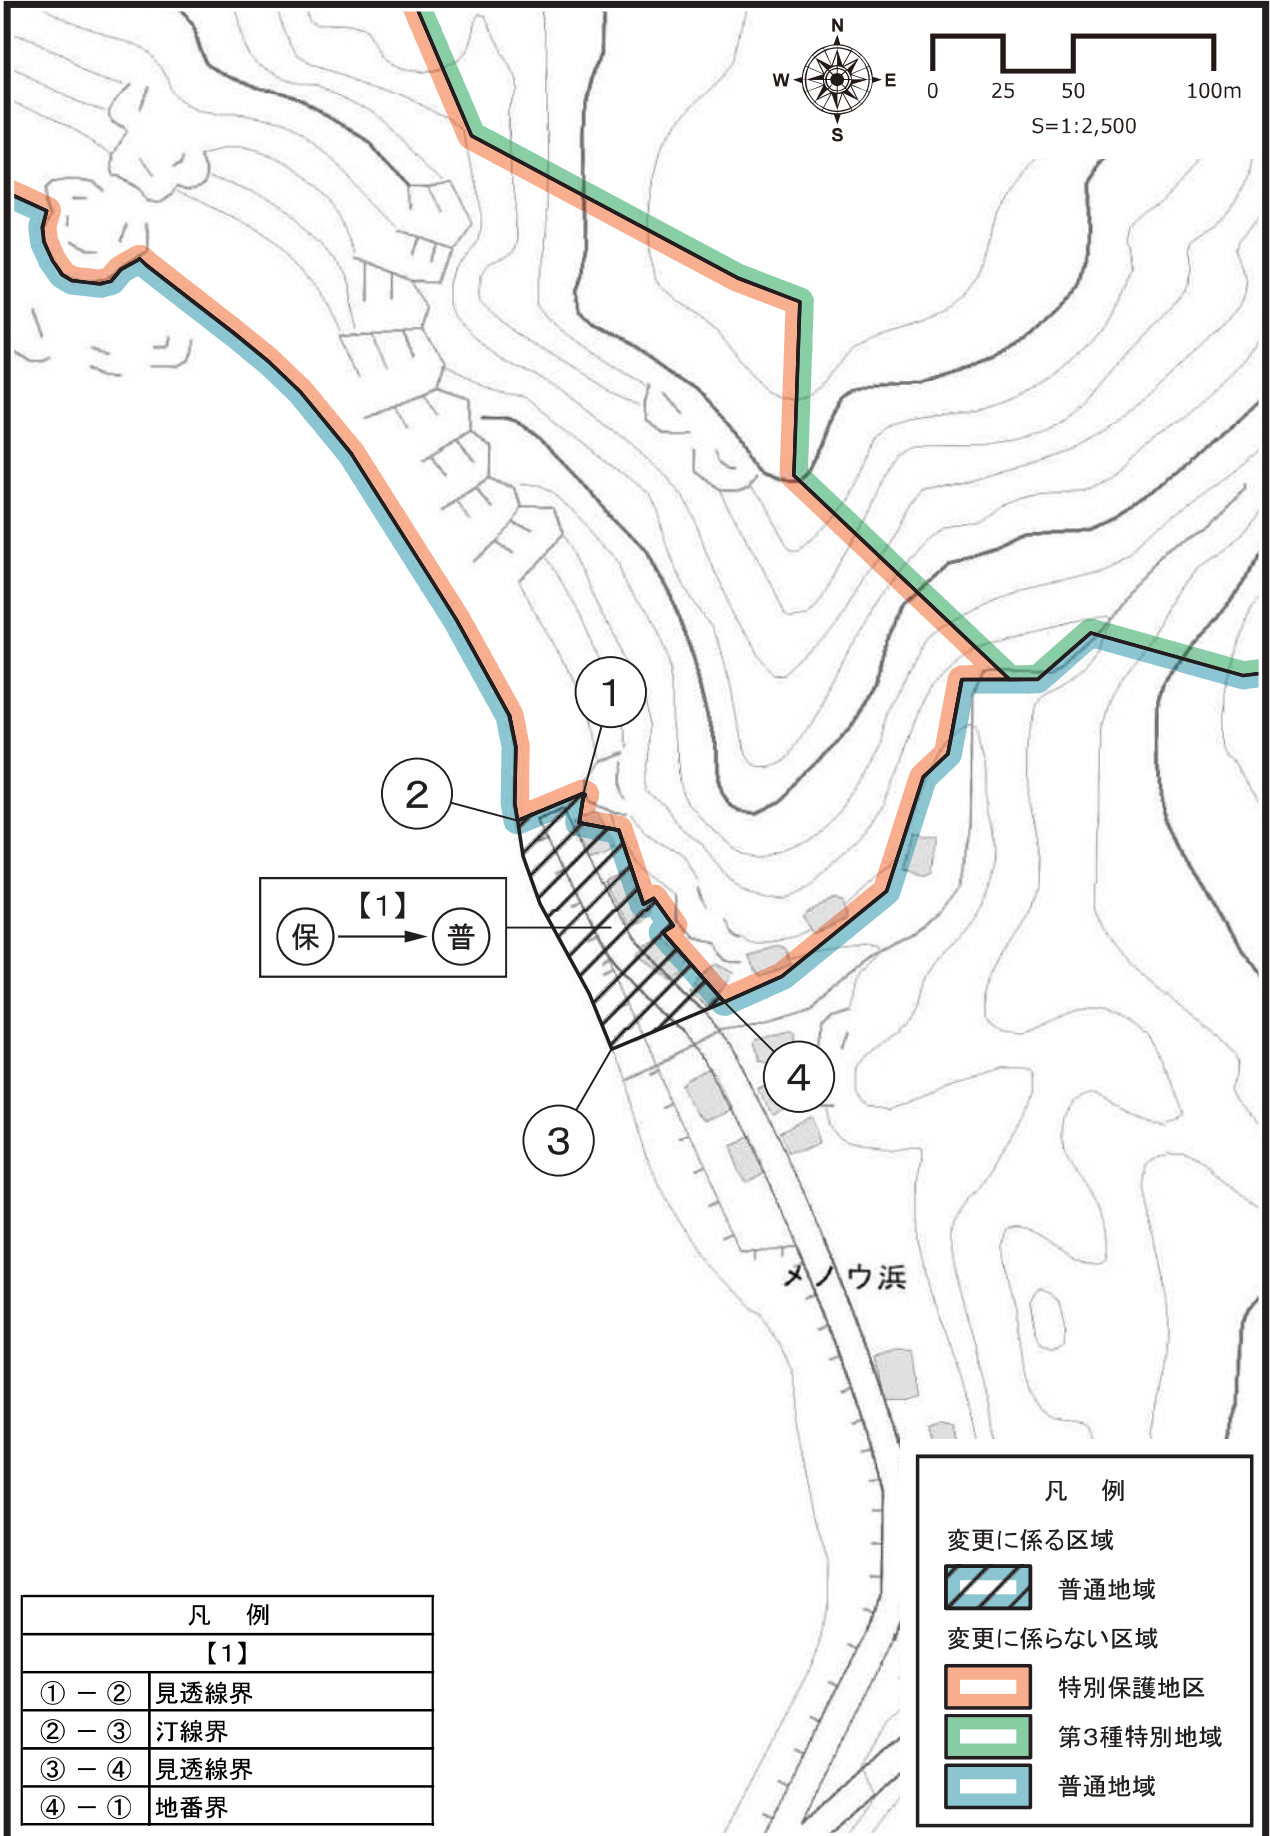 N
W E
S
0 25 50 100m
S=1:2,500
①
②
【1】
保 普
④
③
メノウ浜
凡 例
変更に係る区域
普通地域
変更に係らない区域
特別保護地区
第3種特別地域
普通地域
凡 例
【1】
① － ② 見透線界
② － ③ 汀線界
③ － ④ 見透線界
④ － ① 地番界